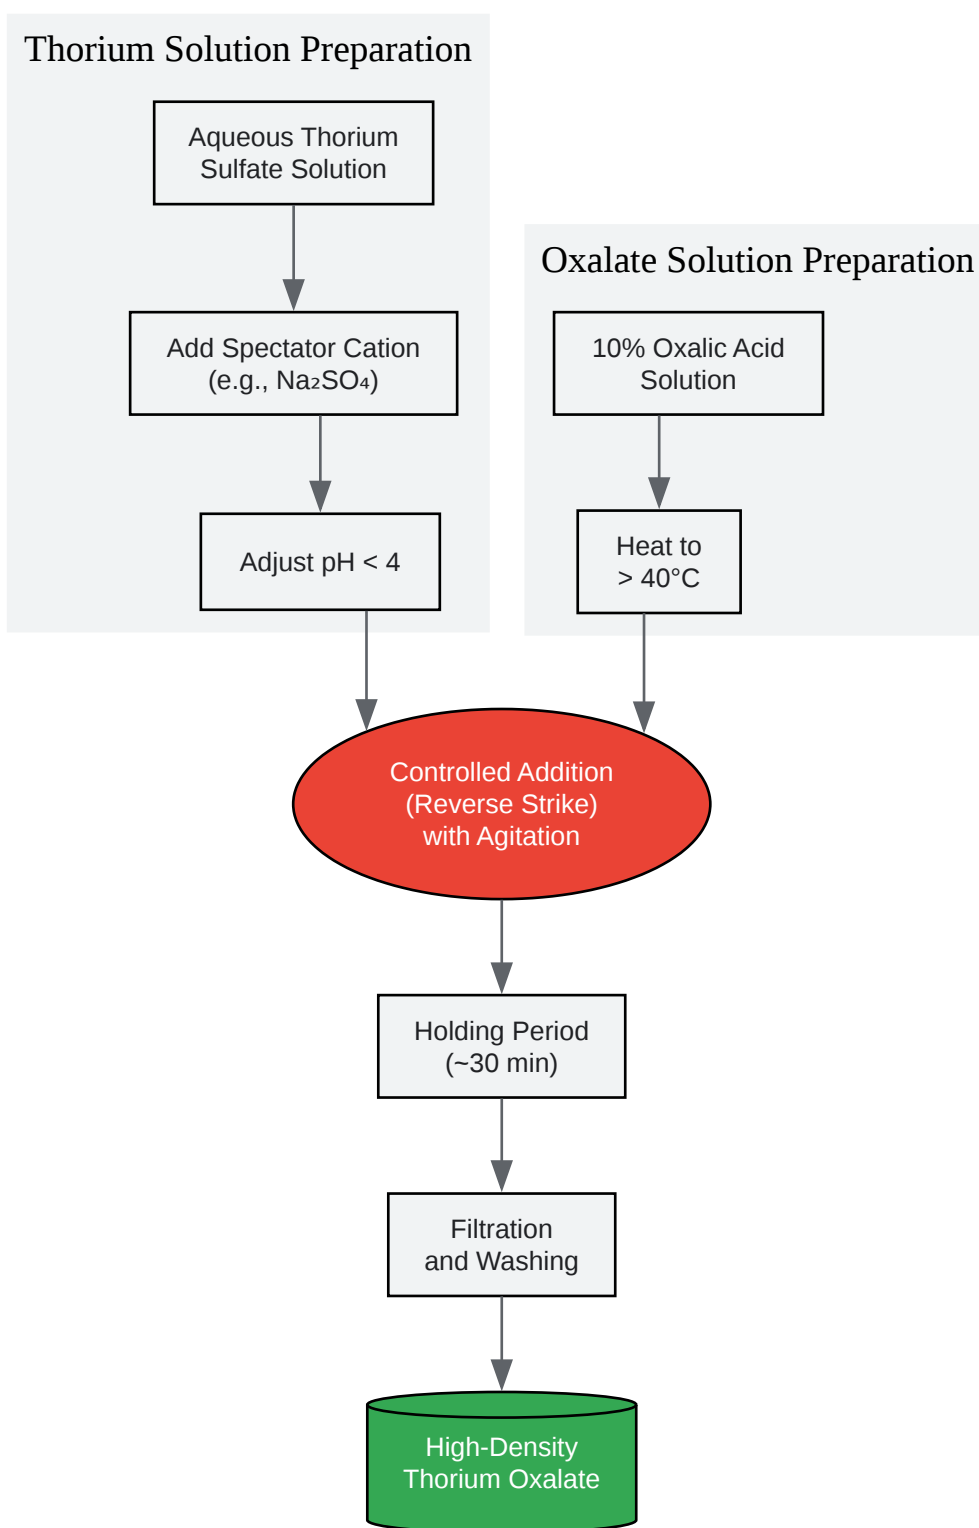 Thorium Solution Preparation
Aqueous Thorium
Sulfate Solution
Add Spectator Cation
(e.g., Na₂SO₄)
Adjust pH < 4
Oxalate Solution Preparation
10% Oxalic Acid
Solution
Heat to
> 40°C
Controlled Addition
(Reverse Strike)
with Agitation
Holding Period
(~30 min)
Filtration
and Washing
High-Density
Thorium Oxalate